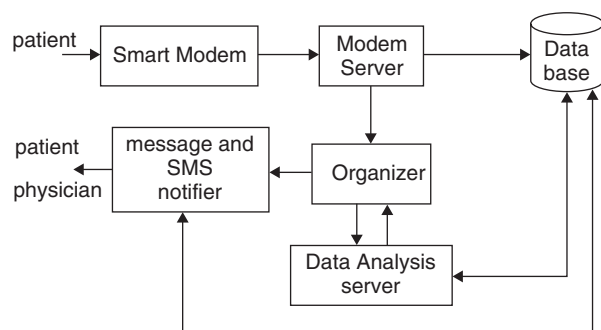 patient
Smart Modem
Modem
Server
Data
base
patient
physician
message and
SMS
notifier
Organizer
Data Analysis
server